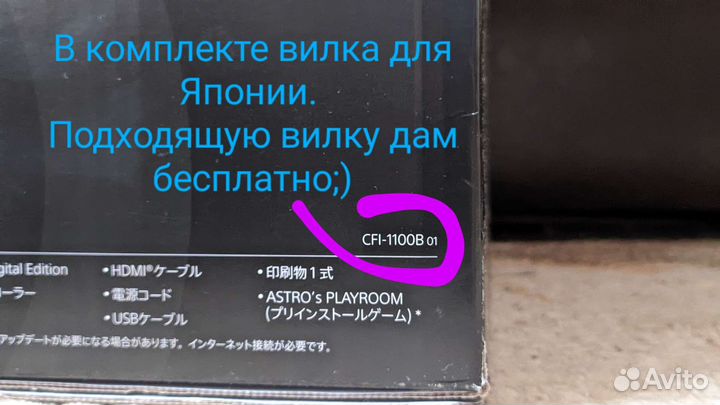 В комплекте вилка для
Японии.
Подходящую вилку дам
бесплатно;)
CFI-1100B 01
gital Edition
•HDMI®ケーブル
•印刷物1式
ーラー
•電源コード
•ASTRO's PLAYROOM
•USBケーブル
(プリインストールゲーム)*
アップデートが必要になる場合があります。インターネット接続が必要です。
Avito